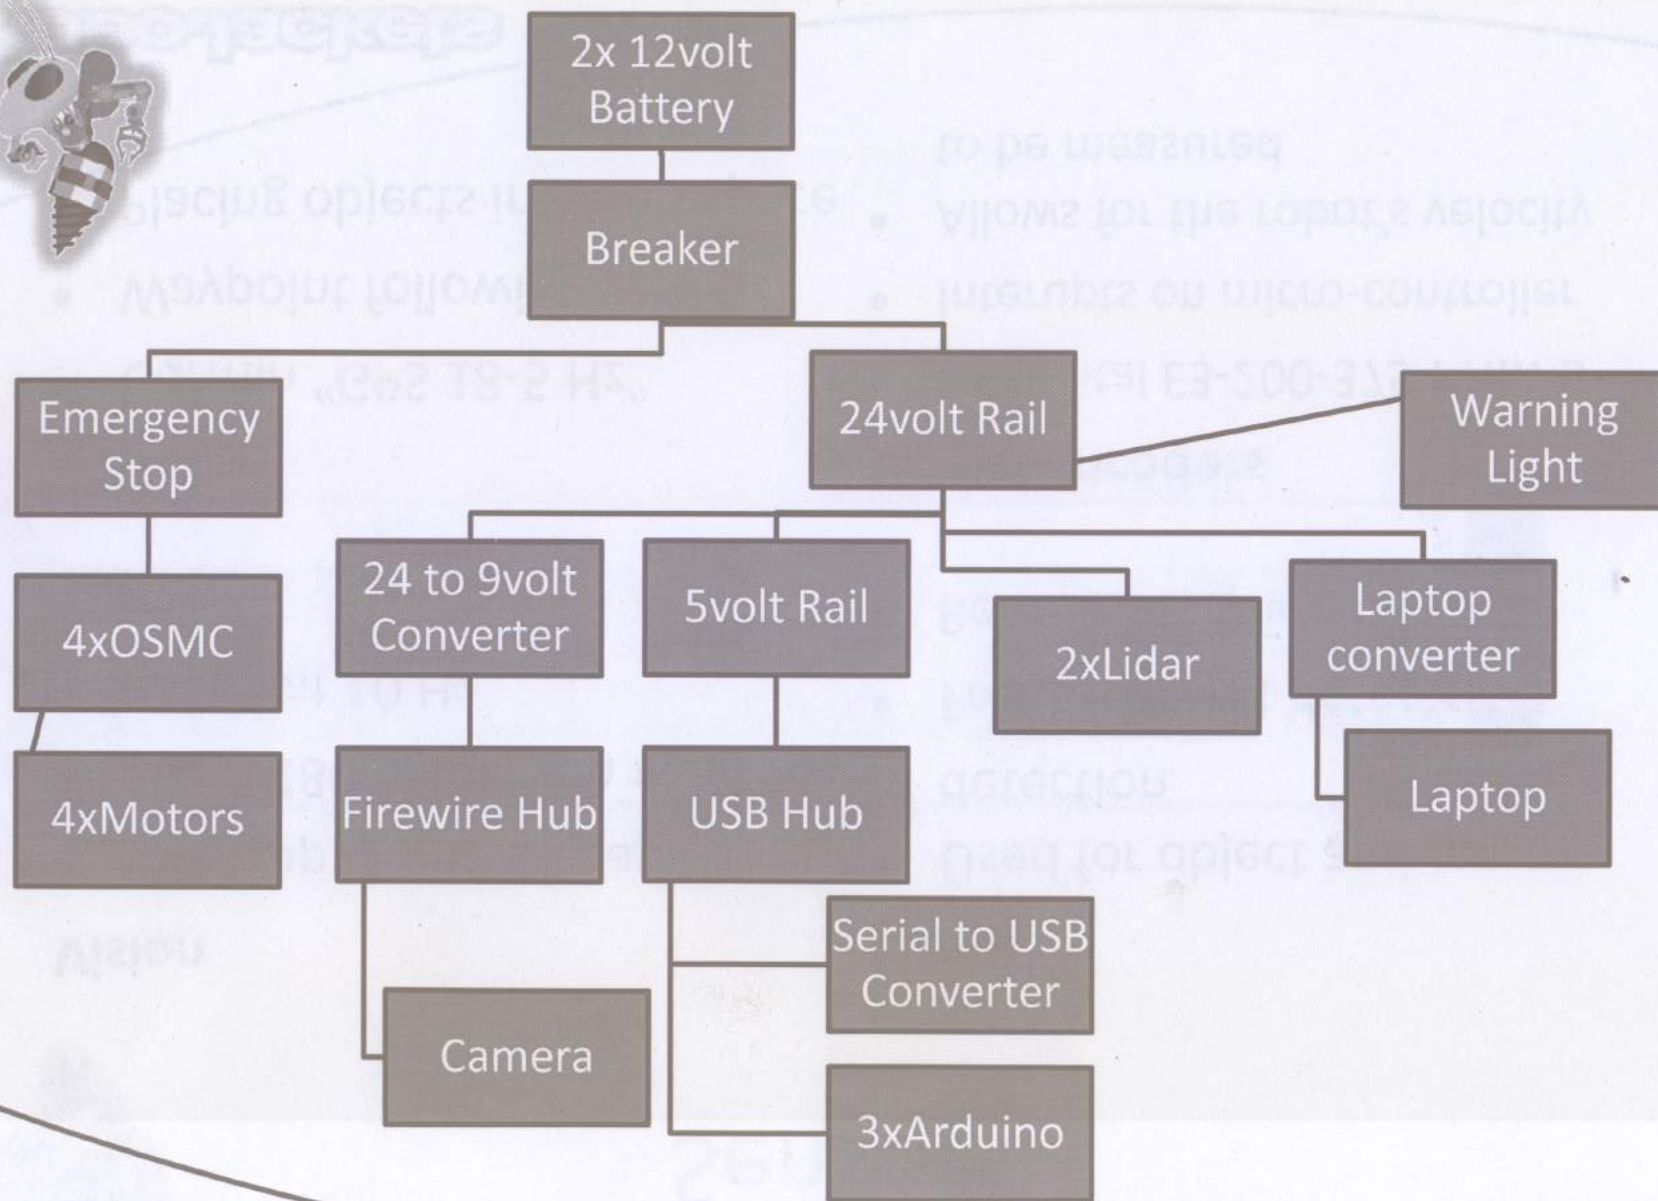 2x 12volt
Battery
Breaker
Emergency
Stop
24volt Rail
Warning
Light
4xOSMC
24 to 9volt
Converter
5volt Rail
2xLidar
Laptop
converter
4xMotors
Firewire Hub
USB Hub
Laptop
Camera
Serial to USB
Converter
3xArduino